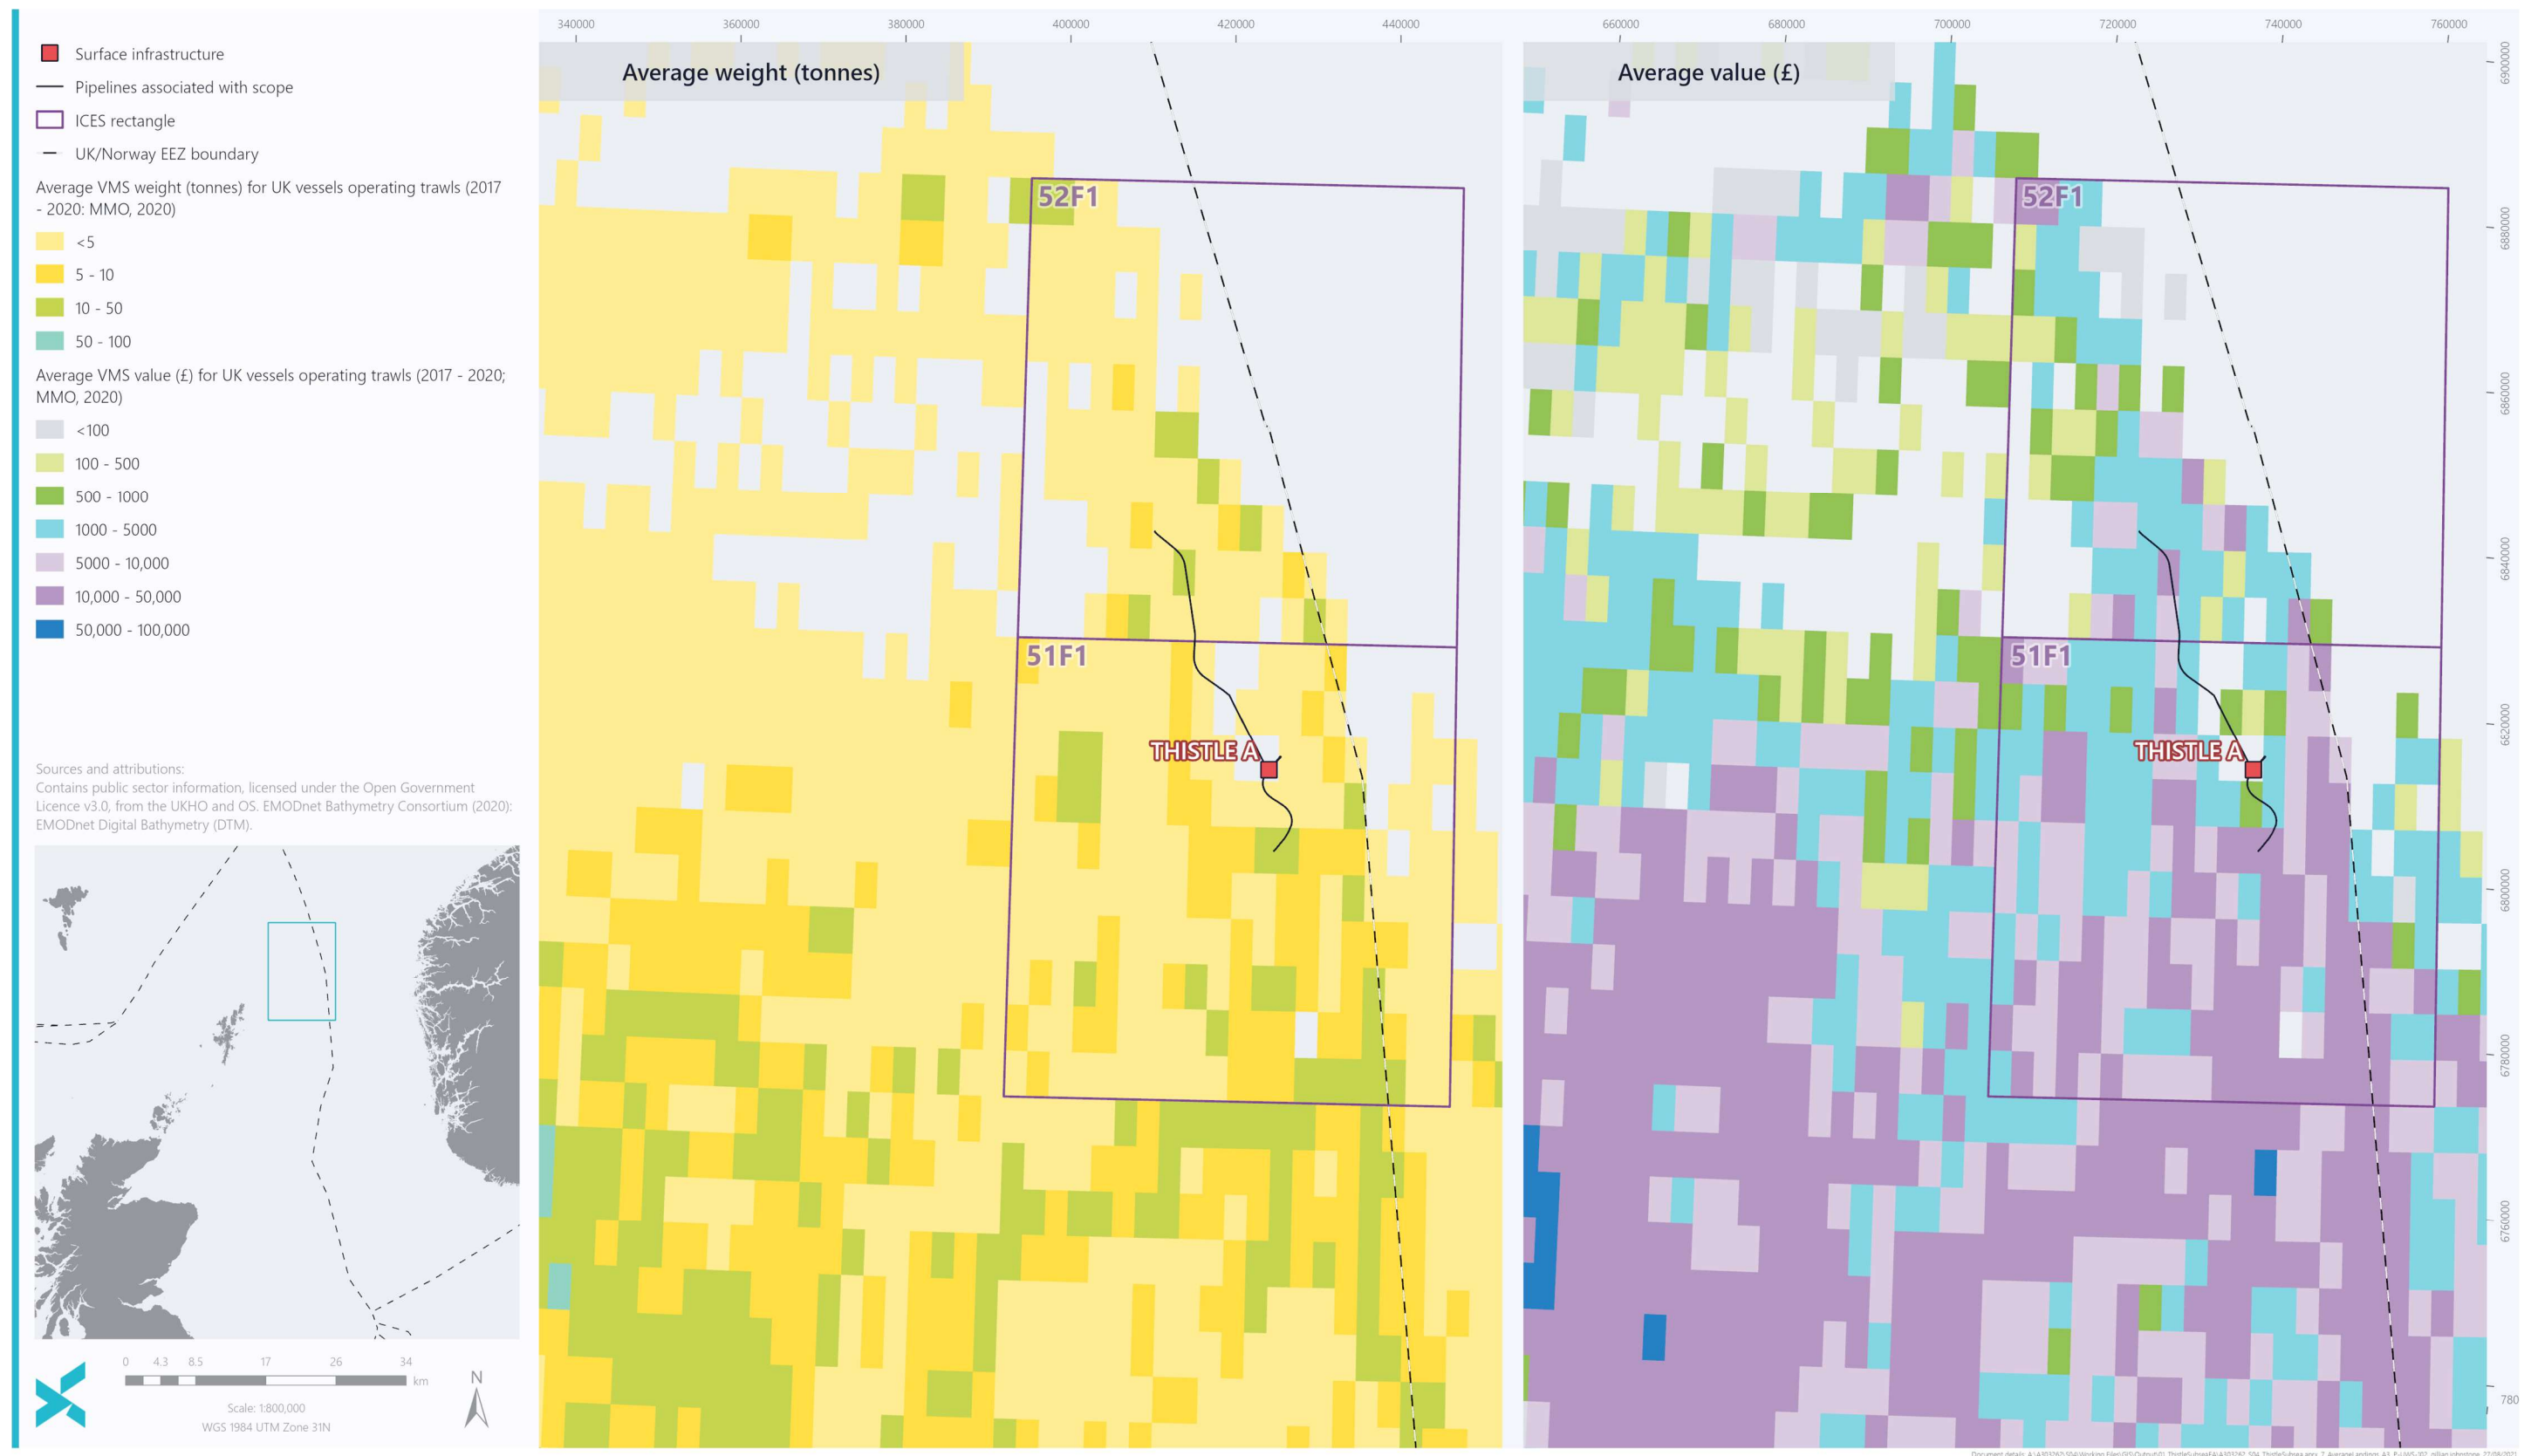 Surface infrastructure
Pipelines associated with scope
ICES rectangle
UK/Norway EEZ boundary
Average VMS weight (tonnes) for UK vessels operating trawls (2017
- 2020: MMO, 2020)
<5
5 - 10
10 - 50
50 - 100
Average VMS value (£) for UK vessels operating trawls (2017 - 2020;
MMO, 2020)
<100
100 - 500
500 - 1000
1000 - 5000
5000 - 10,000
10,000 - 50,000
50,000 - 100,000
Sources and attributions:
Contains public sector information, licensed under the Open Government
Licence v3.0, from the UKHO and OS. EMODnet Bathymetry Consortium (2020):
EMODnet Digital Bathymetry (DTM).
0 4.3 8.5 17 26 34
km
N
Scale: 1:800,000
WGS 1984 UTM Zone 31N
340000 360000 380000 400000 420000 440000
Average weight (tonnes)
52F1
51F1
THISTLE A
660000 680000 700000 720000 740000 760000
Average value (£)
52F1
51F1
THISTLE A
6900000
6880000
6860000
6840000
6820000
6800000
6780000
6760000
780